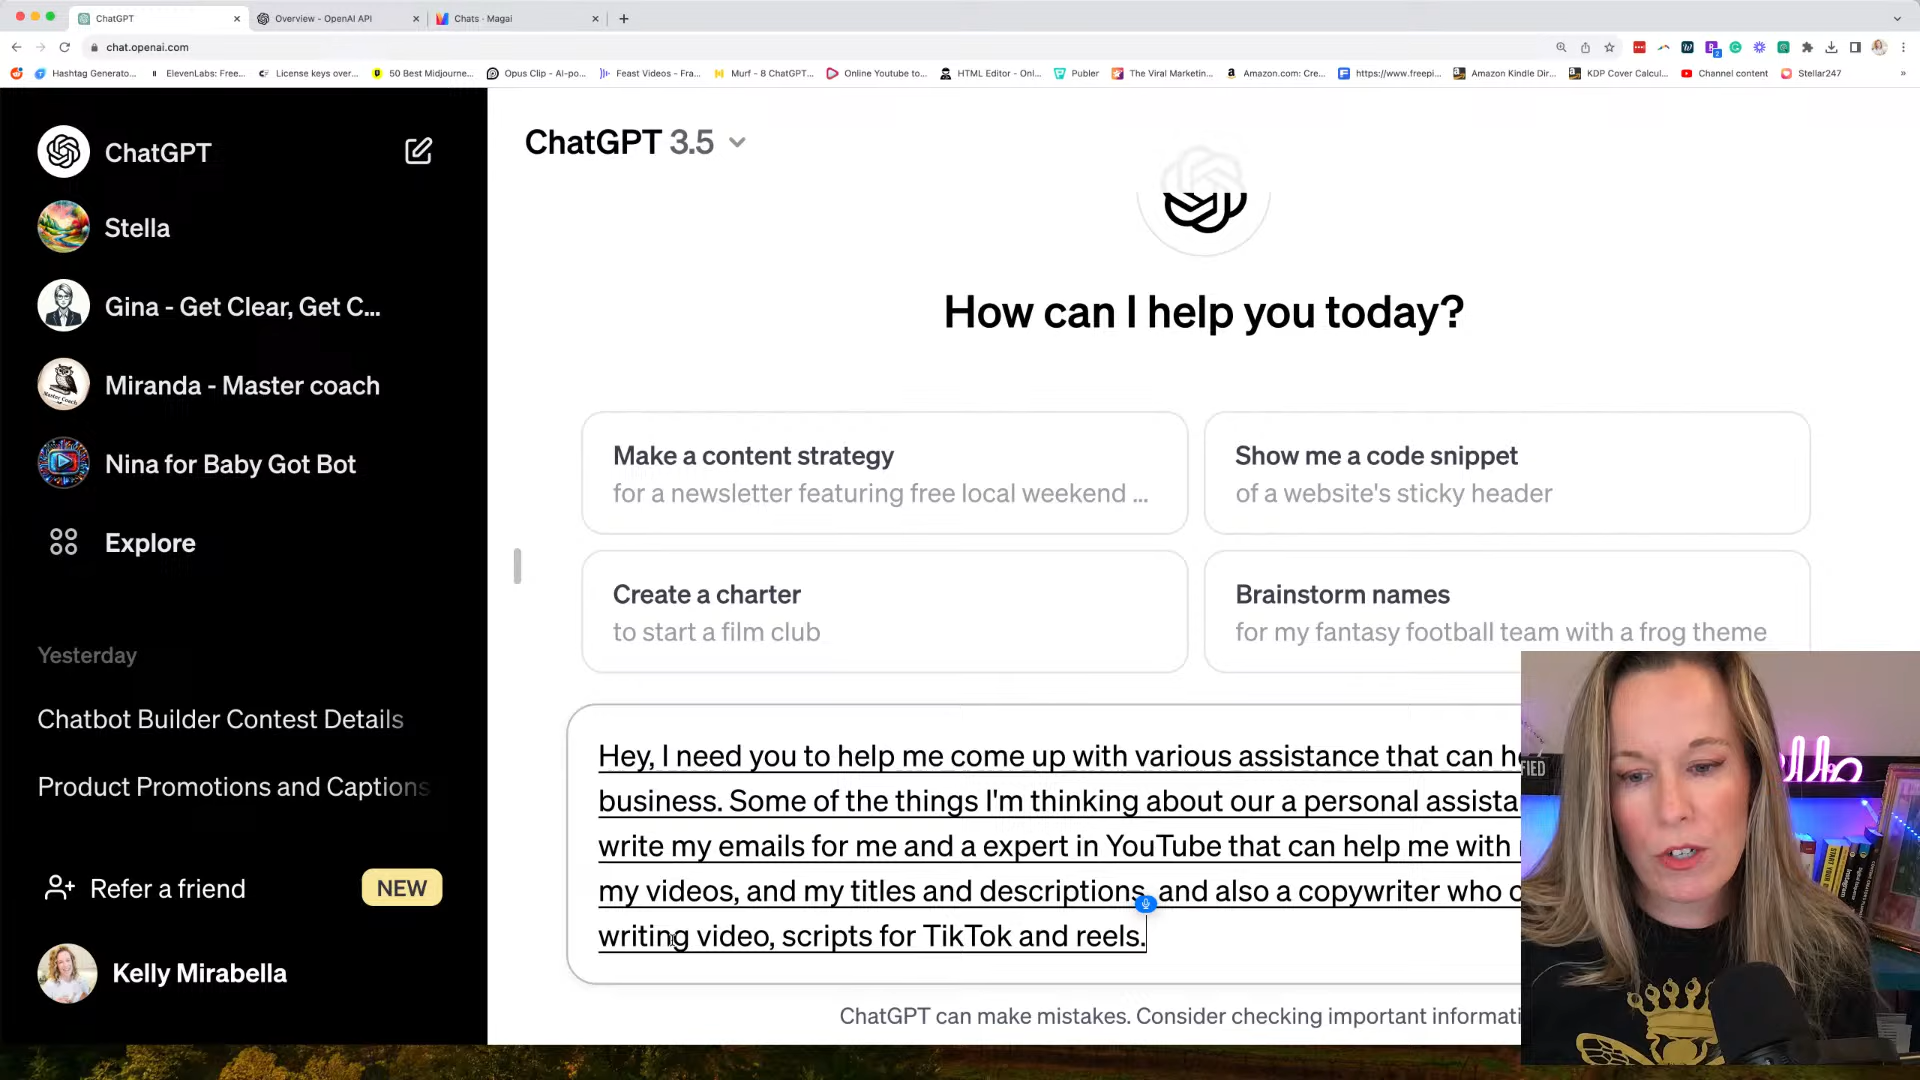 ChatGPT
Overview - OpenAI API
Chats - Magai
chat.openai.com
Hashtag Generato...
ElevenLabs: Free...
License keys over...
50 Best Midjourne...
Opus Clip - AI-po...
Feast Videos - Fra...
Murf - 8 ChatGPT...
Online Youtube to...
HTML Editor - Onl...
Publer
The Viral Marketin...
Amazon.com: Cre...
https://www.freepi...
Amazon Kindle Dir...
KDP Cover Calcul...
Channel content
Stellar247
ChatGPT
Stella
Gina - Get Clear, Get C...
Miranda - Master coach
Nina for Baby Got Bot
Explore
Yesterday
Chatbot Builder Contest Details
Product Promotions and Captions
Refer a friend
NEW
Kelly Mirabella
ChatGPT 3.5
How can I help you today?
Make a content strategy
for a newsletter featuring free local weekend ...
Show me a code snippet
of a website's sticky header
Create a charter
to start a film club
Brainstorm names
for my fantasy football team with a frog theme
Hey, I need you to help me come up with various assistance that can
business. Some of the things I'm thinking about our a personal
write my emails for me and a expert in YouTube that can help me with
my videos, and my titles and descriptions, and also a copywriter who
writing video, scripts for TikTok and reels.
ChatGPT can make mistakes. Consider checking important